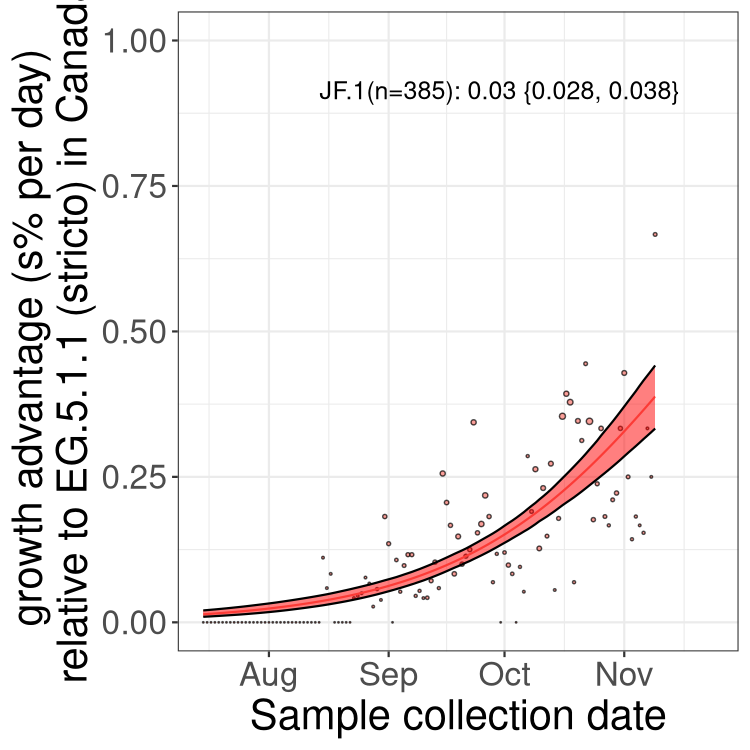 growth advantage (s% per day)
relative to EG.5.1.1 (stricto) in Canada
1.00
0.75
0.50
0.25
0.00
JF.1(n=385): 0.03 {0.028, 0.038}
Aug Sep Oct Nov
Sample collection date